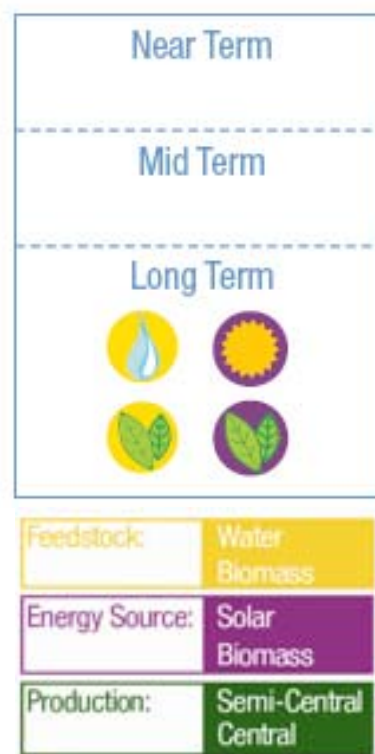 Near Term
Mid Term
Long Term
Feedstock: Water
Biomass
Energy Source: Solar
Biomass
Production: Semi-Central
Central